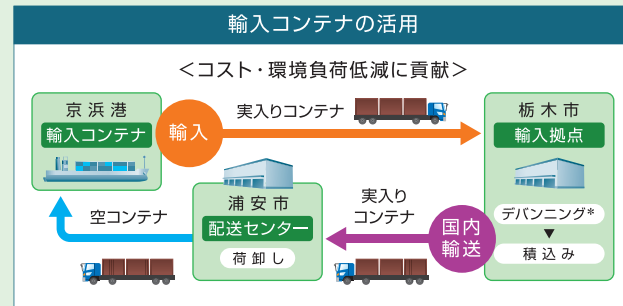 輸入コンテナの活用
＜コスト・環境負荷低減に貢献＞
京浜港
輸入コンテナ
輸入
実入りコンテナ
栃木市
輸入拠点
デバンニング*
▼
積込み
国内
輸送
実入り
コンテナ
浦安市
配送センター
荷卸し
空コンテナ